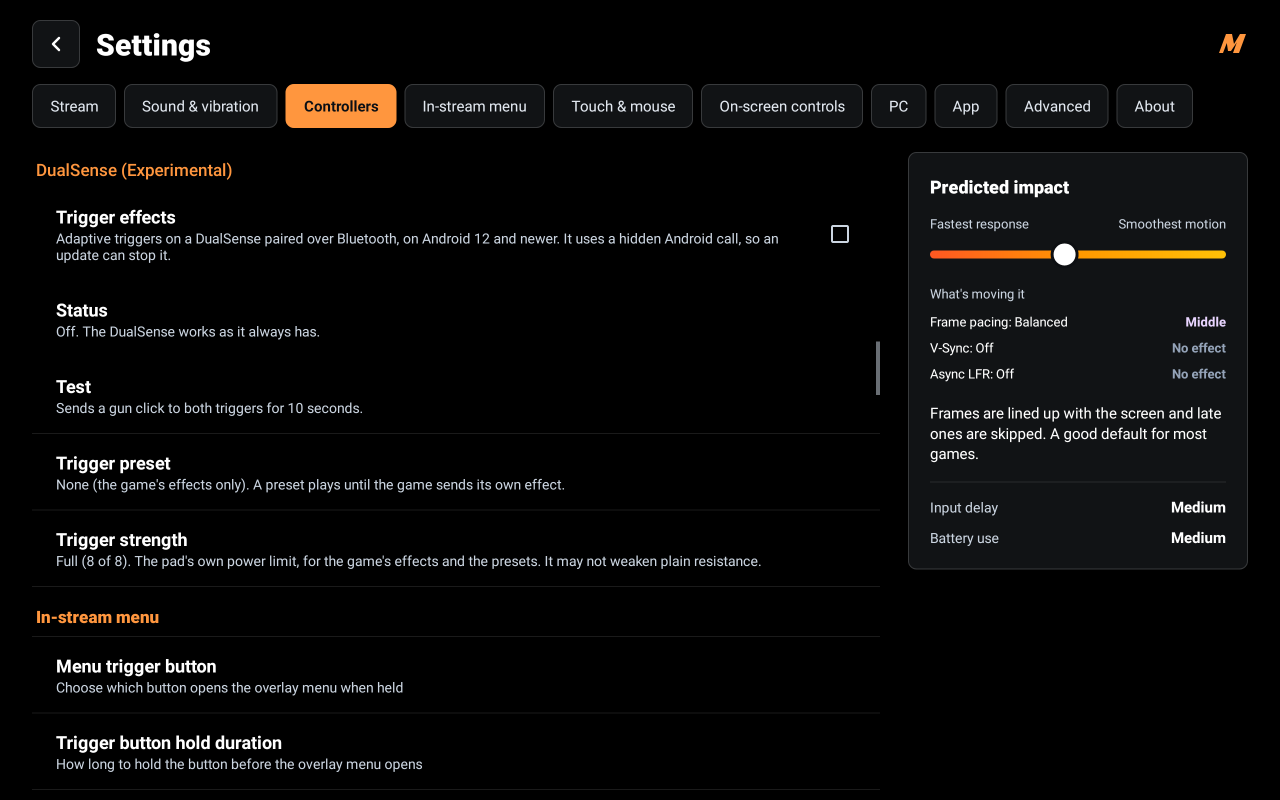 Settings
M
Stream
Sound & vibration
Controllers
In-stream menu
Touch & mouse
On-screen controls
PC
App
Advanced
About
DualSense (Experimental)
Trigger effects
Adaptive triggers on a DualSense paired over Bluetooth, on Android 12 and newer. It uses a hidden Android call, so an
update can stop it.
Status
Off. The DualSense works as it always has.
Test
Sends a gun click to both triggers for 10 seconds.
Trigger preset
None (the game's effects only). A preset plays until the game sends its own effect.
Trigger strength
Full (8 of 8). The pad's own power limit, for the game's effects and the presets. It may not weaken plain resistance.
In-stream menu
Menu trigger button
Choose which button opens the overlay menu when held
Trigger button hold duration
How long to hold the button before the overlay menu opens
Predicted impact
Fastest response
Smoothest motion
What's moving it
Frame pacing: Balanced
Middle
V-Sync: Off
No effect
Async LFR: Off
No effect
Frames are lined up with the screen and late
ones are skipped. A good default for most
games.
Input delay
Medium
Battery use
Medium